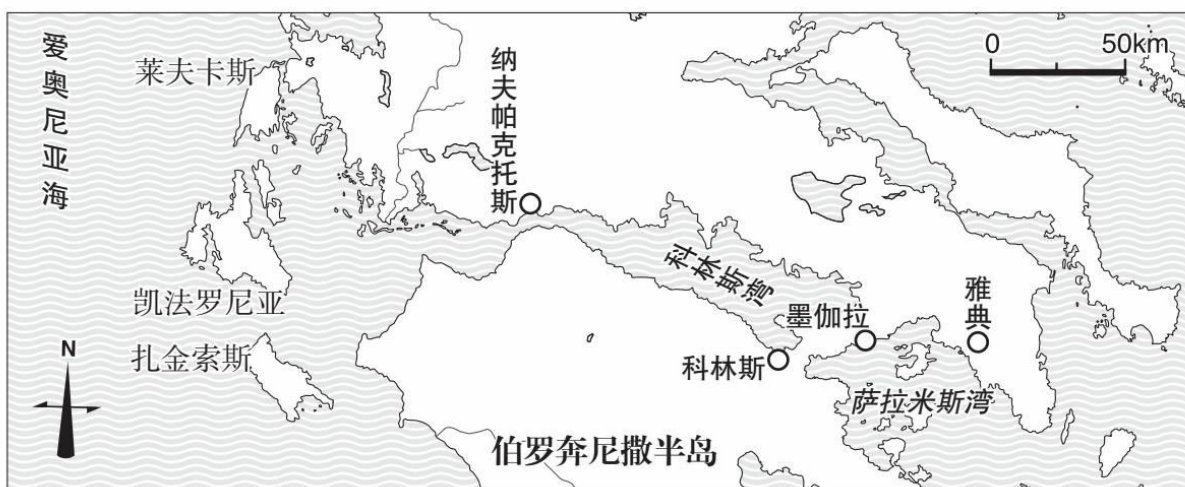 爱奥尼亚海
莱夫卡斯
纳夫帕克托斯
0 50km
科林斯湾
凯法罗尼亚
扎金索斯
墨伽拉
雅典
科林斯
萨拉米斯湾
N
伯罗奔尼撒半岛